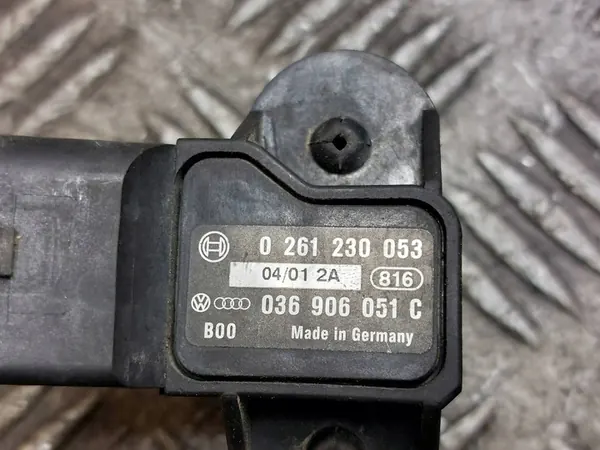 0 261 230 053
04/01 2A 816
036 906 051 C
B00 Made in Germany